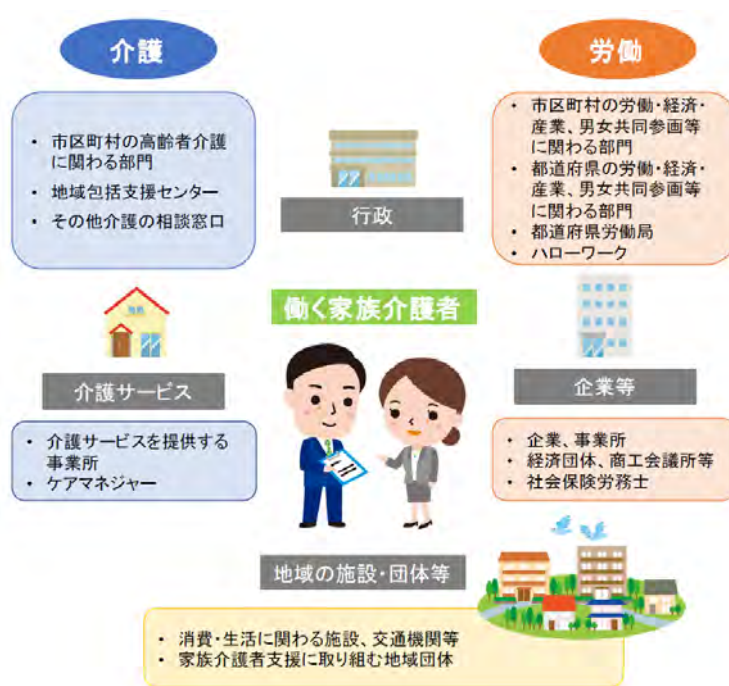 介護
労働
・ 市区町村の高齢者介護
に関わる部門
・ 地域包括支援センター
・ その他介護の相談窓口
・ 市区町村の労働・経済・
産業、男女共同参画等
に関わる部門
・ 都道府県の労働・経済・
産業、男女共同参画等
に関わる部門
・ 都道府県労働局
・ ハローワーク
行政
働く家族介護者
介護サービス
企業等
・ 介護サービスを提供する
事業所
・ ケアマネジャー
・ 企業、事業所
・ 経済団体、商工会議所等
・ 社会保険労務士
地域の施設・団体等
・ 消費・生活に関わる施設、交通機関等
・ 家族介護者支援に取り組む地域団体